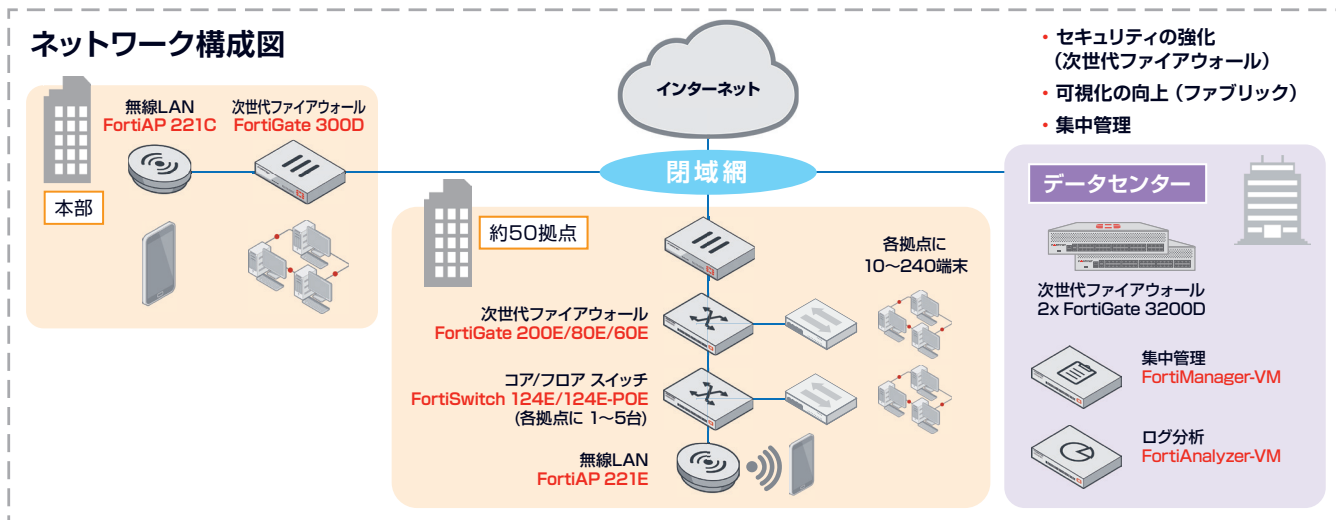 ネットワーク構成図
無線LAN
FortiAP 221C
次世代ファイアウォール
FortiGate 300D
本部
インターネット
閉域網
約50拠点
各拠点に
10〜240端末
次世代ファイアウォール
FortiGate 200E/80E/60E
コア/フロア スイッチ
FortiSwitch 124E/124E-POE
(各拠点に 1〜5台)
無線LAN
FortiAP 221E
・セキュリティの強化
（次世代ファイアウォール）
・可視化の向上（ファブリック）
・集中管理
データセンター
次世代ファイアウォール
2x FortiGate 3200D
集中管理
FortiManager-VM
ログ分析
FortiAnalyzer-VM